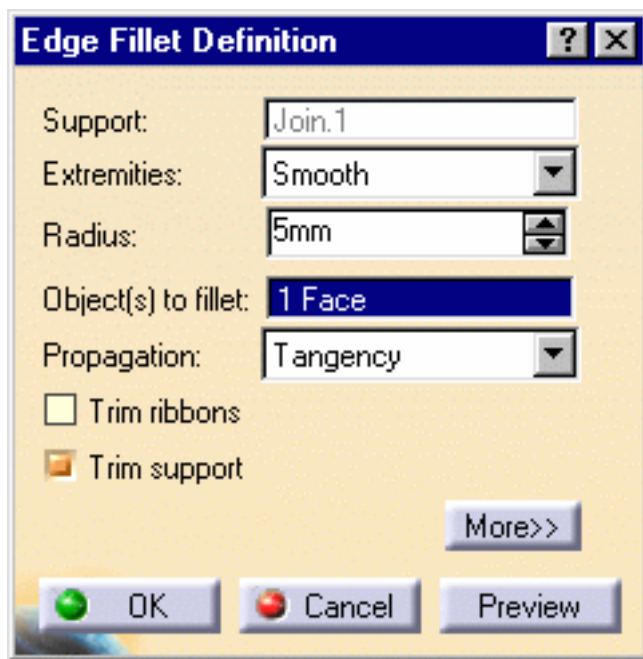 Edge Fillet Definition ? X
Support: Join.1
Extremities: Smooth
Radius: 5mm
Object(s) to fillet: 1 Face
Propagation: Tangency
Trim ribbons
Trim support
More>>
OK Cancel Preview